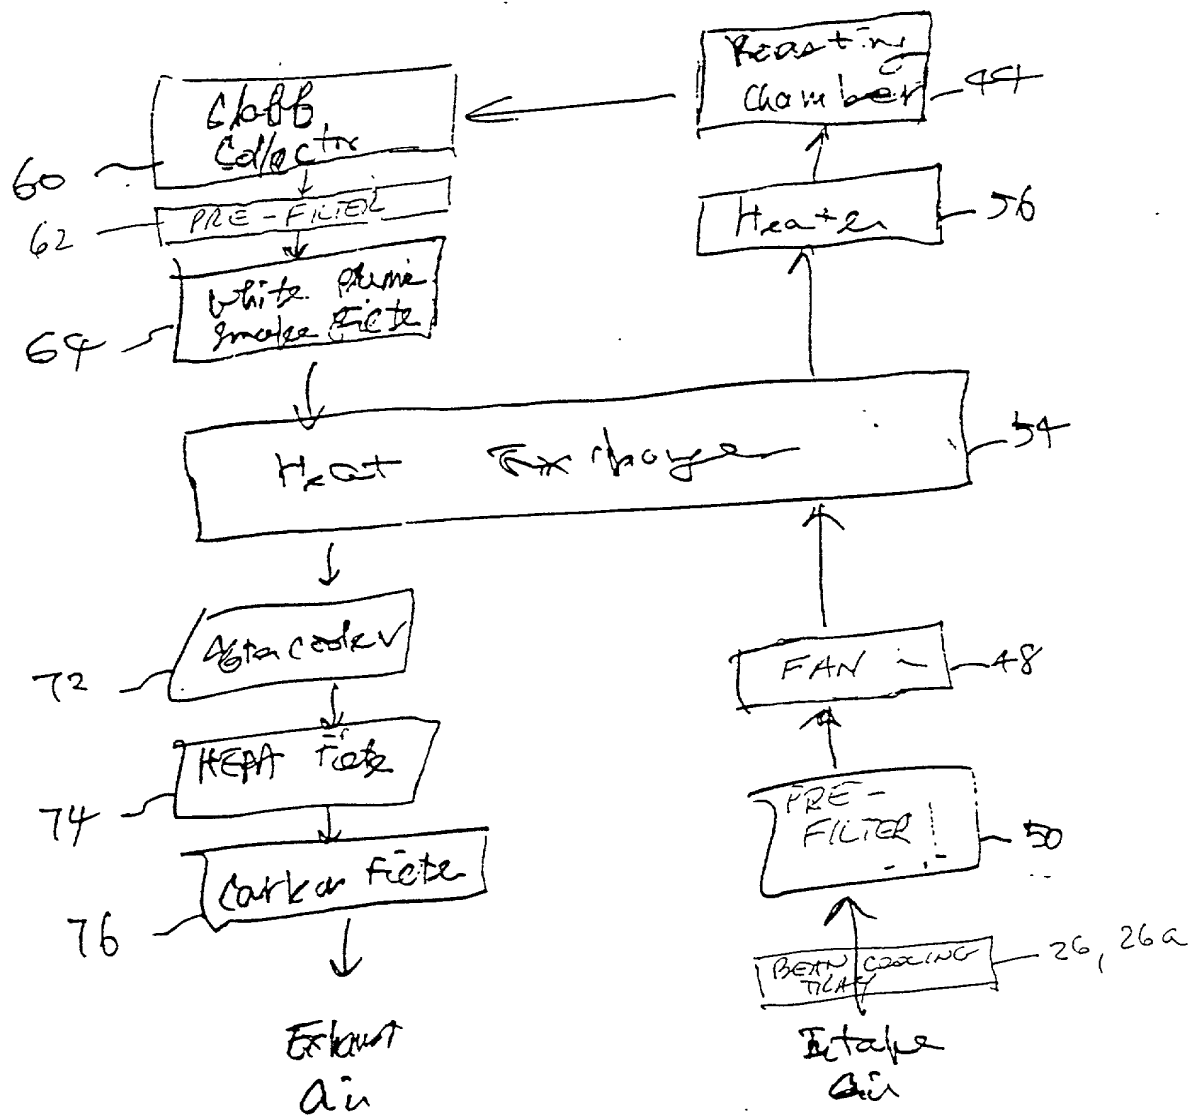 Roasting
Chamber
44
Chaff
Collector
60
PRE-FILTER
62
Heater
56
White Plume
Smoke Filter
64
Heat Exchanger
54
Aftercooler
72
FAN
48
HEPA Filter
74
PRE-
FILTER
50
Carbon Filter
76
BEAN COOLING
TRAY
26, 26a
Exhaust
Air
Intake
Air